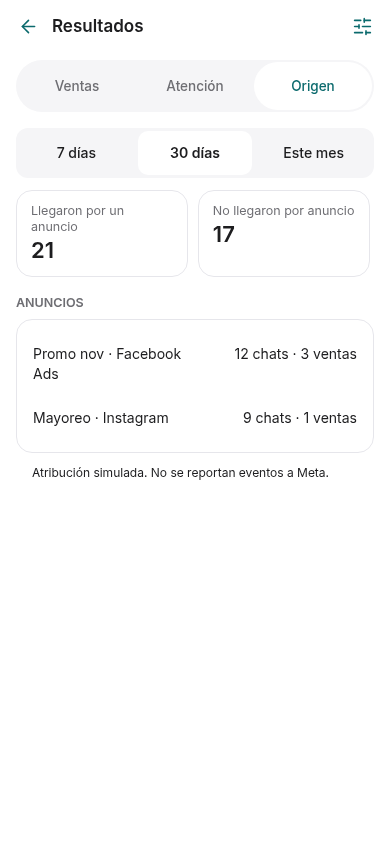 Resultados
Ventas
Atención
Origen
7 días
30 días
Este mes
Llegaron por un
anuncio
21
No llegaron por anuncio
17
ANUNCIOS
Promo nov · Facebook
Ads
12 chats · 3 ventas
Mayoreo · Instagram
9 chats · 1 ventas
Atribución simulada. No se reportan eventos a Meta.